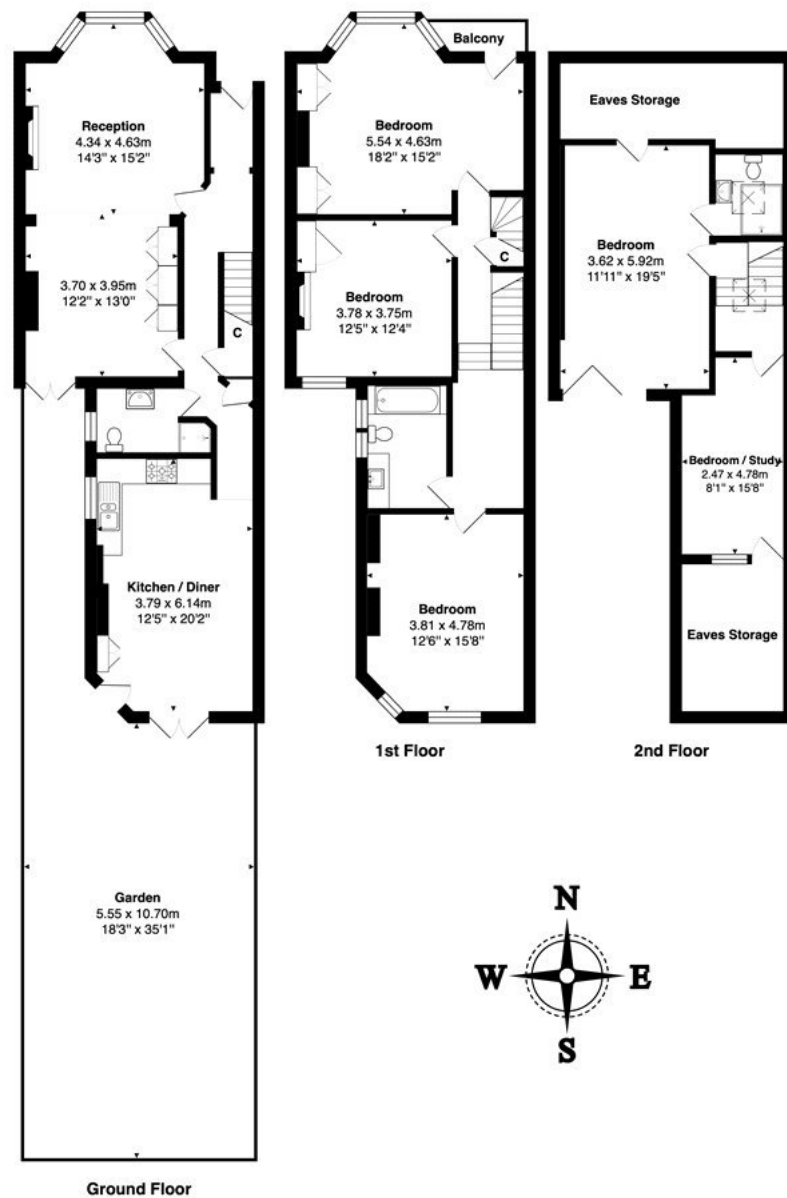 Reception
4.34 x 4.63m
14'3" x 15'2"
3.70 x 3.95m
12'2" x 13'0"
C
Kitchen / Diner
3.79 x 6.14m
12'5" x 20'2"
Garden
5.55 x 10.70m
18'3" x 35'1"
Ground Floor
Balcony
Bedroom
5.54 x 4.63m
18'2" x 15'2"
C
Bedroom
3.78 x 3.75m
12'5" x 12'4"
Bedroom
3.81 x 4.78m
12'6" x 15'8"
1st Floor
Eaves Storage
Bedroom
3.62 x 5.92m
11'11" x 19'5"
Bedroom / Study
2.47 x 4.78m
8'1" x 15'8"
Eaves Storage
2nd Floor
N
W
E
S